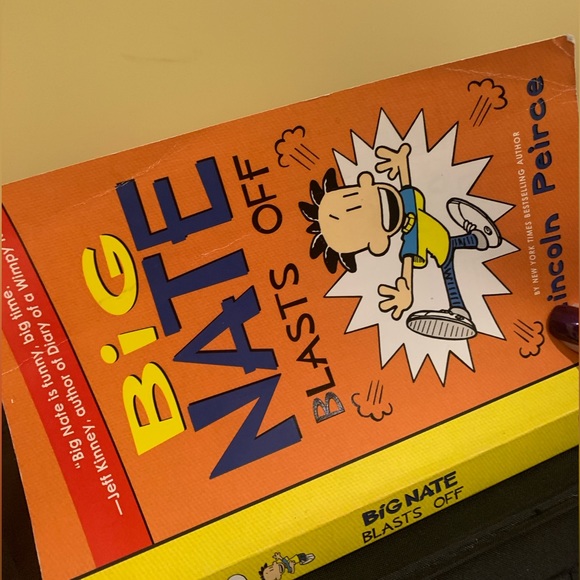 "Big Nate is funny, big time."
—Jeff Kinney, author of Diary of a Wimpy
BiG
NATE
BLASTS OFF
BY NEW YORK TIMES BESTSELLING AUTHOR
incoln Peirce
BiG NATE
BLASTS OFF